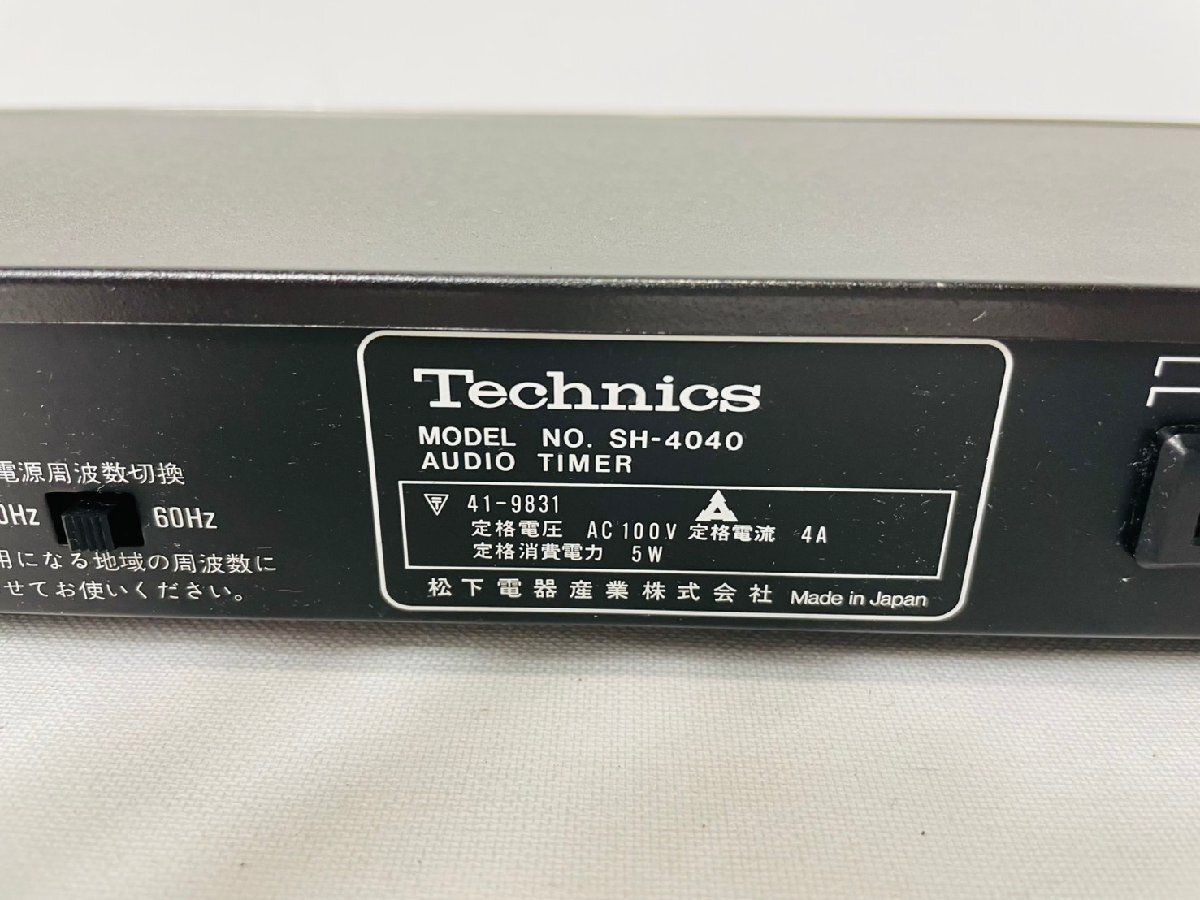 Technics
MODEL NO. SH-4040
AUDIO TIMER
41-9831
定格電圧 AC100V 定格電流 4A
定格消費電力 5W
松下電器産業株式会社 Made in Japan
電源周波数切換
0Hz 60Hz
用になる地域の周波数に
せてお使いください。